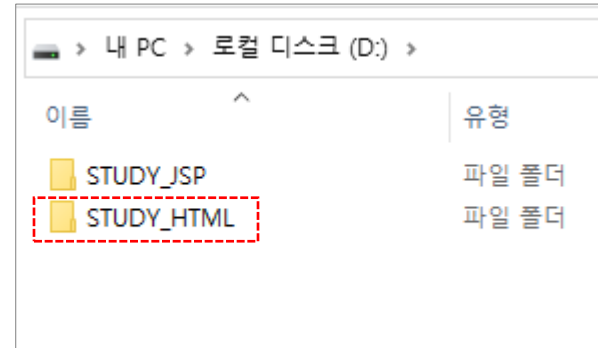 내 PC > 로컬 디스크 (D:) >
이름 유형
STUDY_JSP 파일 폴더
STUDY_HTML 파일 폴더